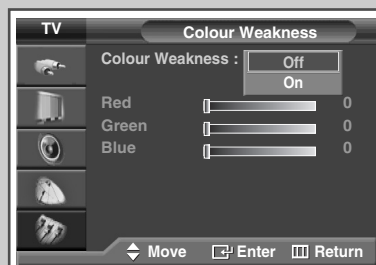 TV Colour Weakness
Colour Weakness : Off
On
Red 0
Green 0
Blue 0
Move Enter Return